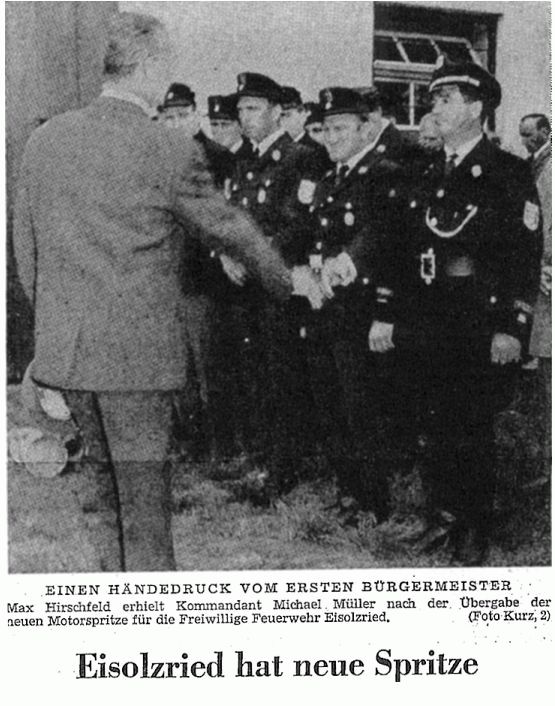 EINEN HÄNDEDRUCK VOM ERSTEN BÜRGERMEISTER
Max Hirschfeld erhielt Kommandant Michael Müller nach der Übergabe der
neuen Motorspritze für die Freiwillige Feuerwehr Eisolzried. (Foto Kurz, 2)
Eisolzried hat neue Spritze